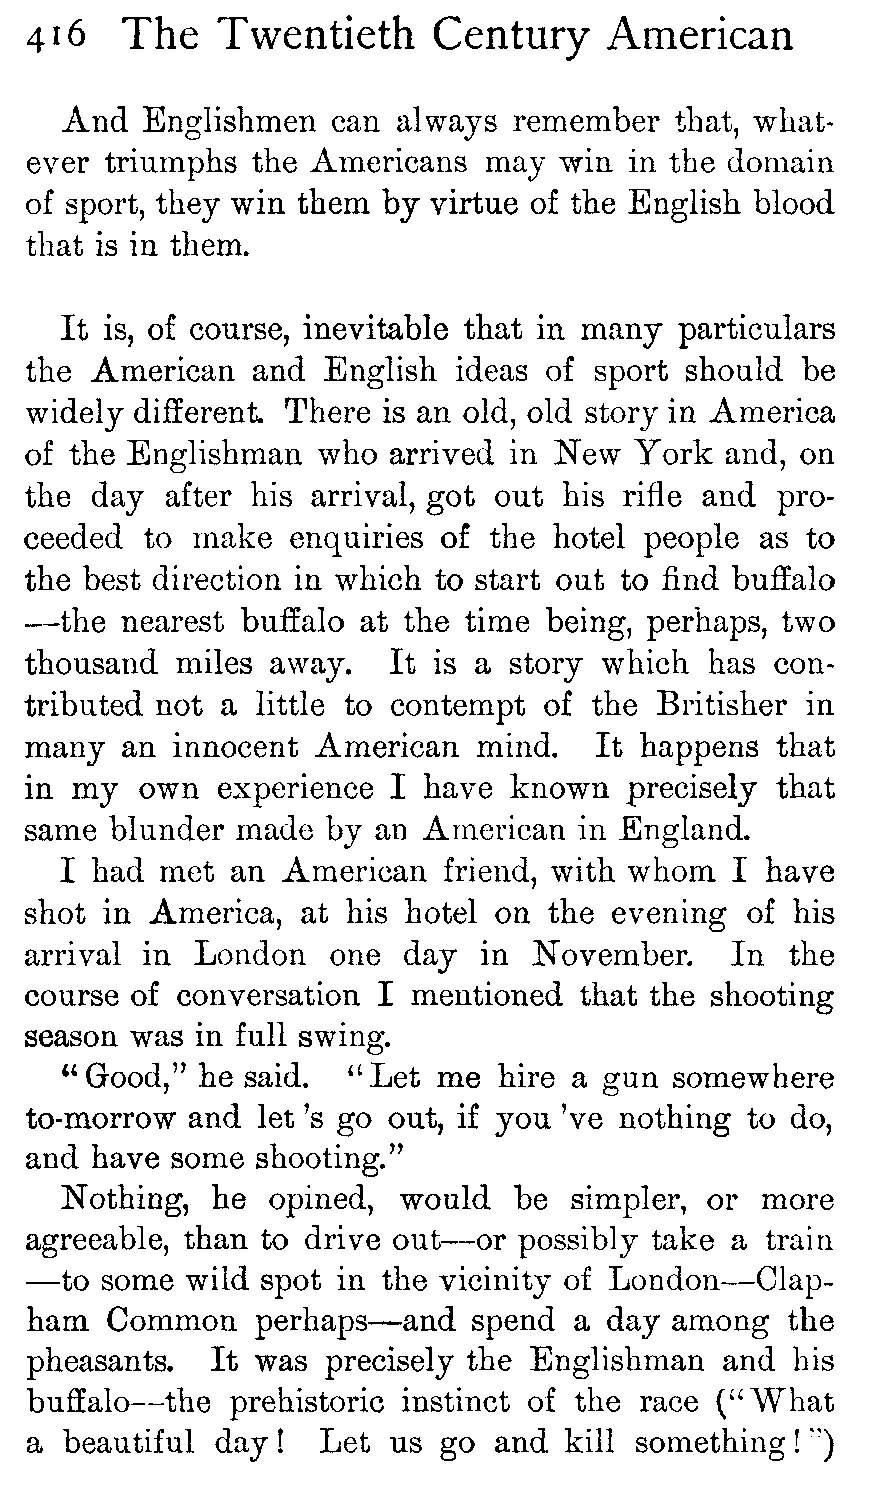 416 The Twentieth Century American
And Englishmen can always remember that, what-
ever triumphs the Americans may win in the domain
of sport, they win them by virtue of the English blood
that is in them.
It is, of course, inevitable that in many particulars
the American and English ideas of sport should be
widely different. There is an old, old story in America
of the Englishman who arrived in New York and, on
the day after his arrival, got out his rifle and pro-
ceeded to make enquiries of the hotel people as to
the best direction in which to start out to find buffalo
—the nearest buffalo at the time being, perhaps, two
thousand miles away. It is a story which has con-
tributed not a little to contempt of the Britisher in
many an innocent American mind. It happens that
in my own experience I have known precisely that
same blunder made by an American in England.
I had met an American friend, with whom I have
shot in America, at his hotel on the evening of his
arrival in London one day in November. In the
course of conversation I mentioned that the shooting
season was in full swing.
"Good," he said. "Let me hire a gun somewhere
to-morrow and let 's go out, if you 've nothing to do,
and have some shooting."
Nothing, he opined, would be simpler, or more
agreeable, than to drive out—or possibly take a train
—to some wild spot in the vicinity of London—Clap-
ham Common perhaps—and spend a day among the
pheasants. It was precisely the Englishman and his
buffalo—the prehistoric instinct of the race ("What
a beautiful day! Let us go and kill something!")